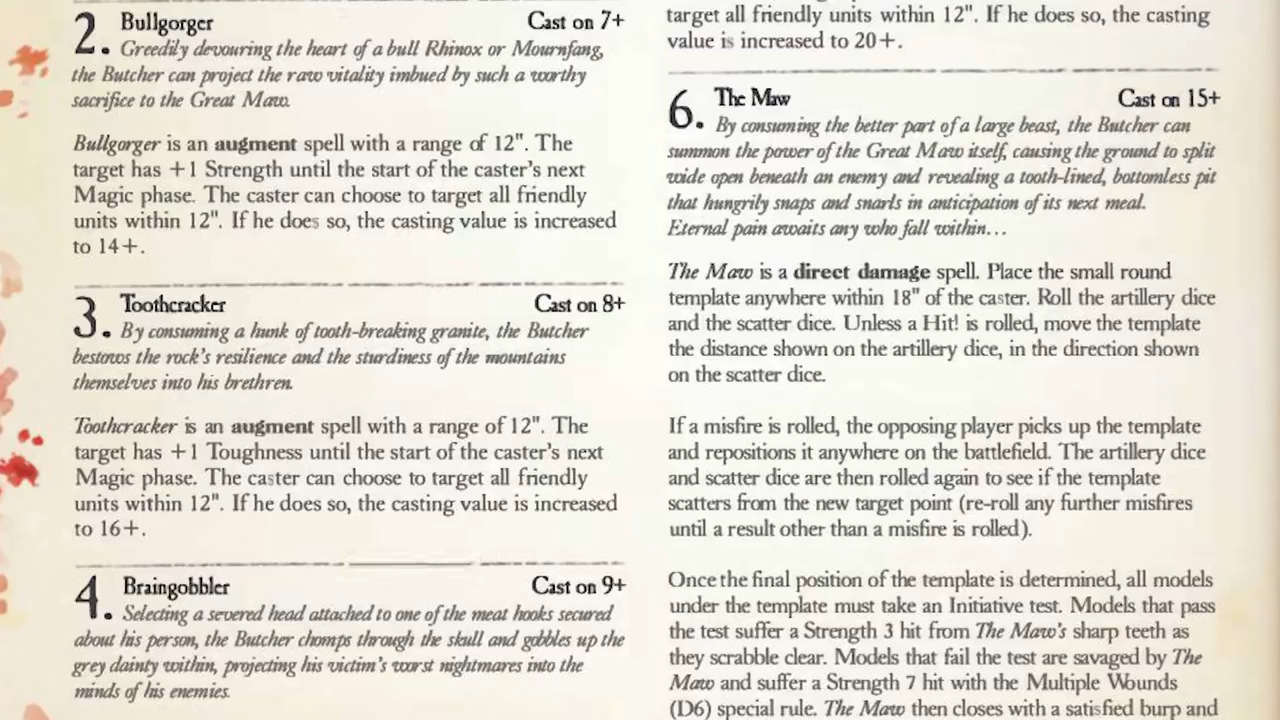 2. Bullgorger Cast on 7+
Greedily devouring the heart of a bull Rhinox or Mournfang,
the Butcher can project the raw vitality imbued by such a worthy
sacrifice to the Great Maw.
Bullgorger is an augment spell with a range of 12". The
target has +1 Strength until the start of the caster's next
Magic phase. The caster can choose to target all friendly
units within 12". If he does so, the casting value is increased
to 14+.
3. Toothcracker Cast on 8+
By consuming a hunk of tooth-breaking granite, the Butcher
bestows the rock's resilience and the sturdiness of the mountains
themselves into his brethren.
Toothcracker is an augment spell with a range of 12". The
target has +1 Toughness until the start of the caster's next
Magic phase. The caster can choose to target all friendly
units within 12". If he does so, the casting value is increased
to 16+.
4. Braingobbler Cast on 9+
Selecting a severed head attached to one of the meat hooks secured
about his person, the Butcher chomps through the skull and gobbles up the
grey dainty within, projecting his victim's worst nightmares into the
minds of his enemies.
target all friendly units within 12". If he does so, the casting
value is increased to 20+.
6. The Maw Cast on 15+
By consuming the better part of a large beast, the Butcher can
summon the power of the Great Maw itself, causing the ground to split
wide open beneath an enemy and revealing a tooth-lined, bottomless pit
that hungrily snaps and snarls in anticipation of its next meal.
Eternal pain awaits any who fall within...
The Maw is a direct damage spell. Place the small round
template anywhere within 18" of the caster. Roll the artillery dice
and the scatter dice. Unless a Hit! is rolled, move the template
the distance shown on the artillery dice, in the direction shown
on the scatter dice.
If a misfire is rolled, the opposing player picks up the template
and repositions it anywhere on the battlefield. The artillery dice
and scatter dice are then rolled again to see if the template
scatters from the new target point (re-roll any further misfires
until a result other than a misfire is rolled).
Once the final position of the template is determined, all models
under the template must take an Initiative test. Models that pass
the test suffer a Strength 3 hit from The Maw's sharp teeth as
they scrabble clear. Models that fail the test are savaged by The
Maw and suffer a Strength 7 hit with the Multiple Wounds
(D6) special rule. The Maw then closes with a satisfied burp and